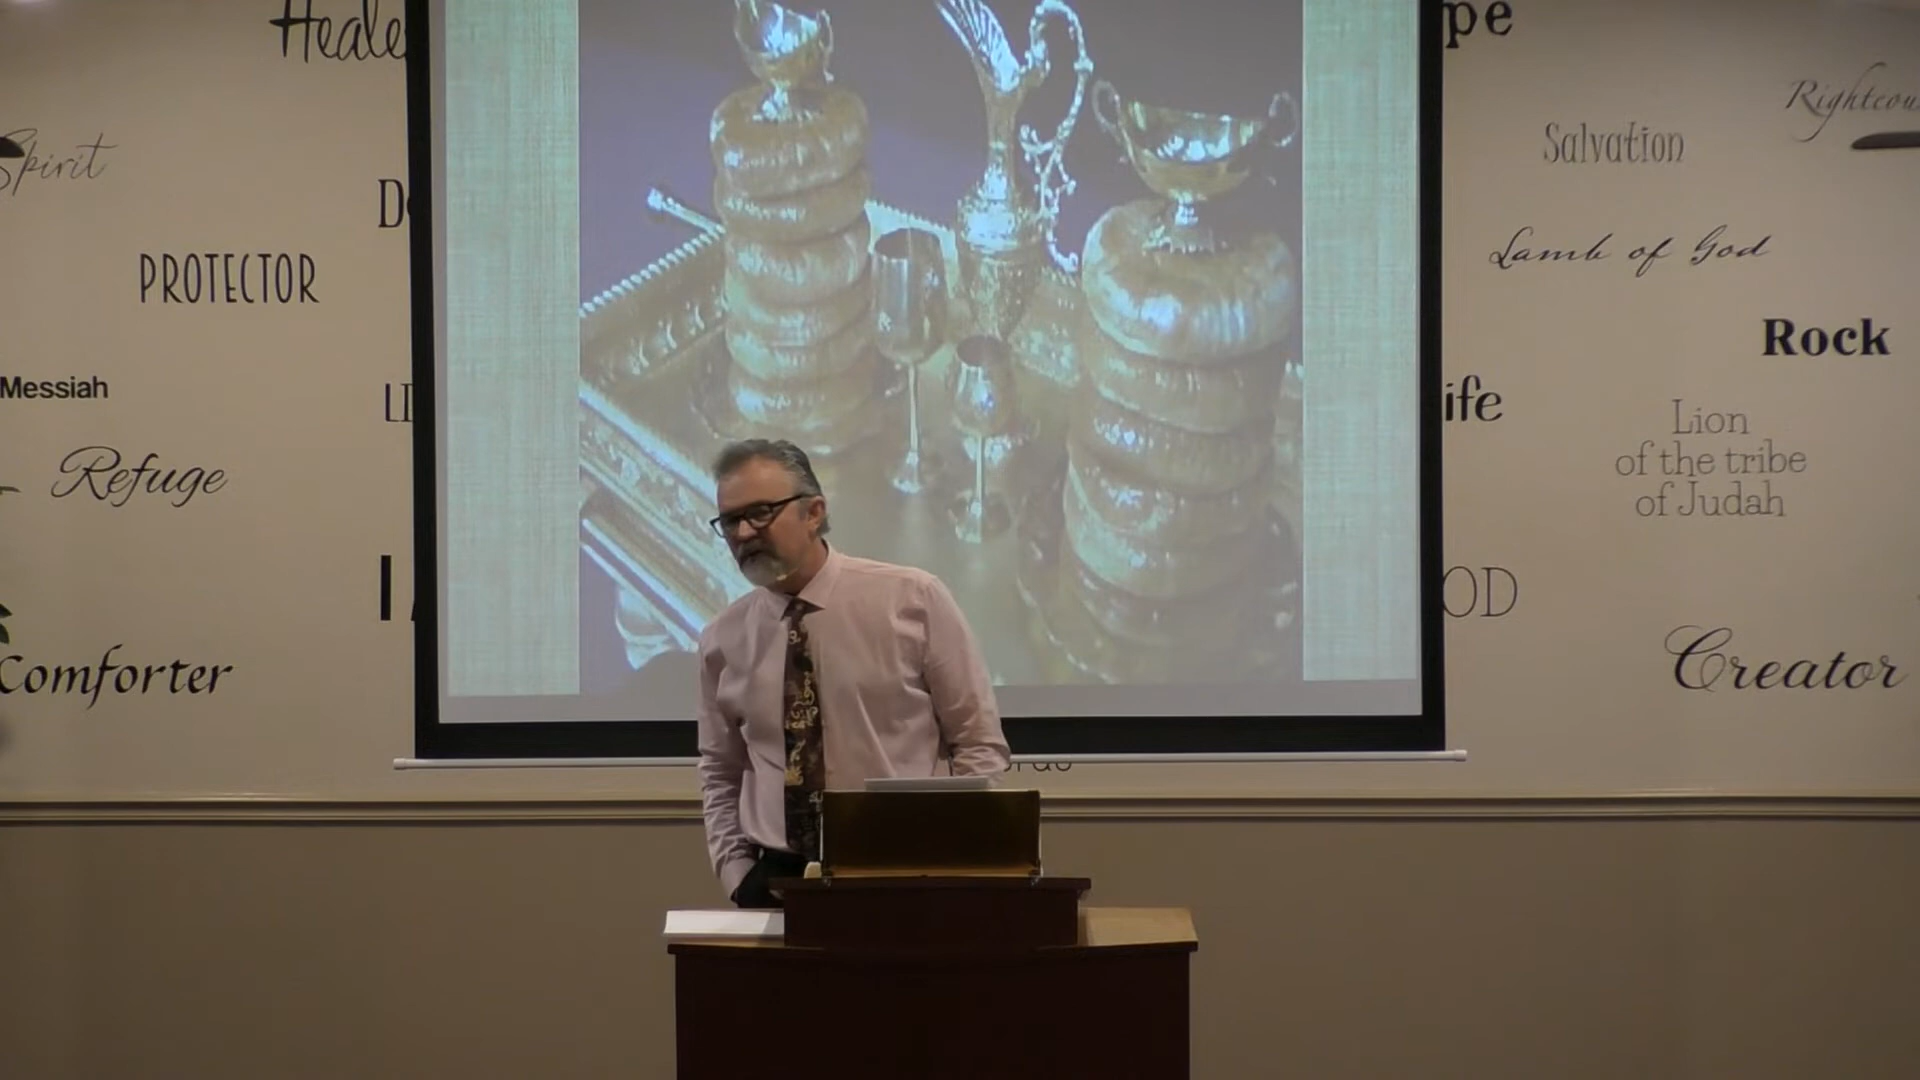 Heale
pe
Righteou
Salvation
Spirit
D
Lamb of God
PROTECTOR
Rock
Messiah
LI
ife
Lion
of the tribe
of Judah
Refuge
I
OD
Comforter
Creator